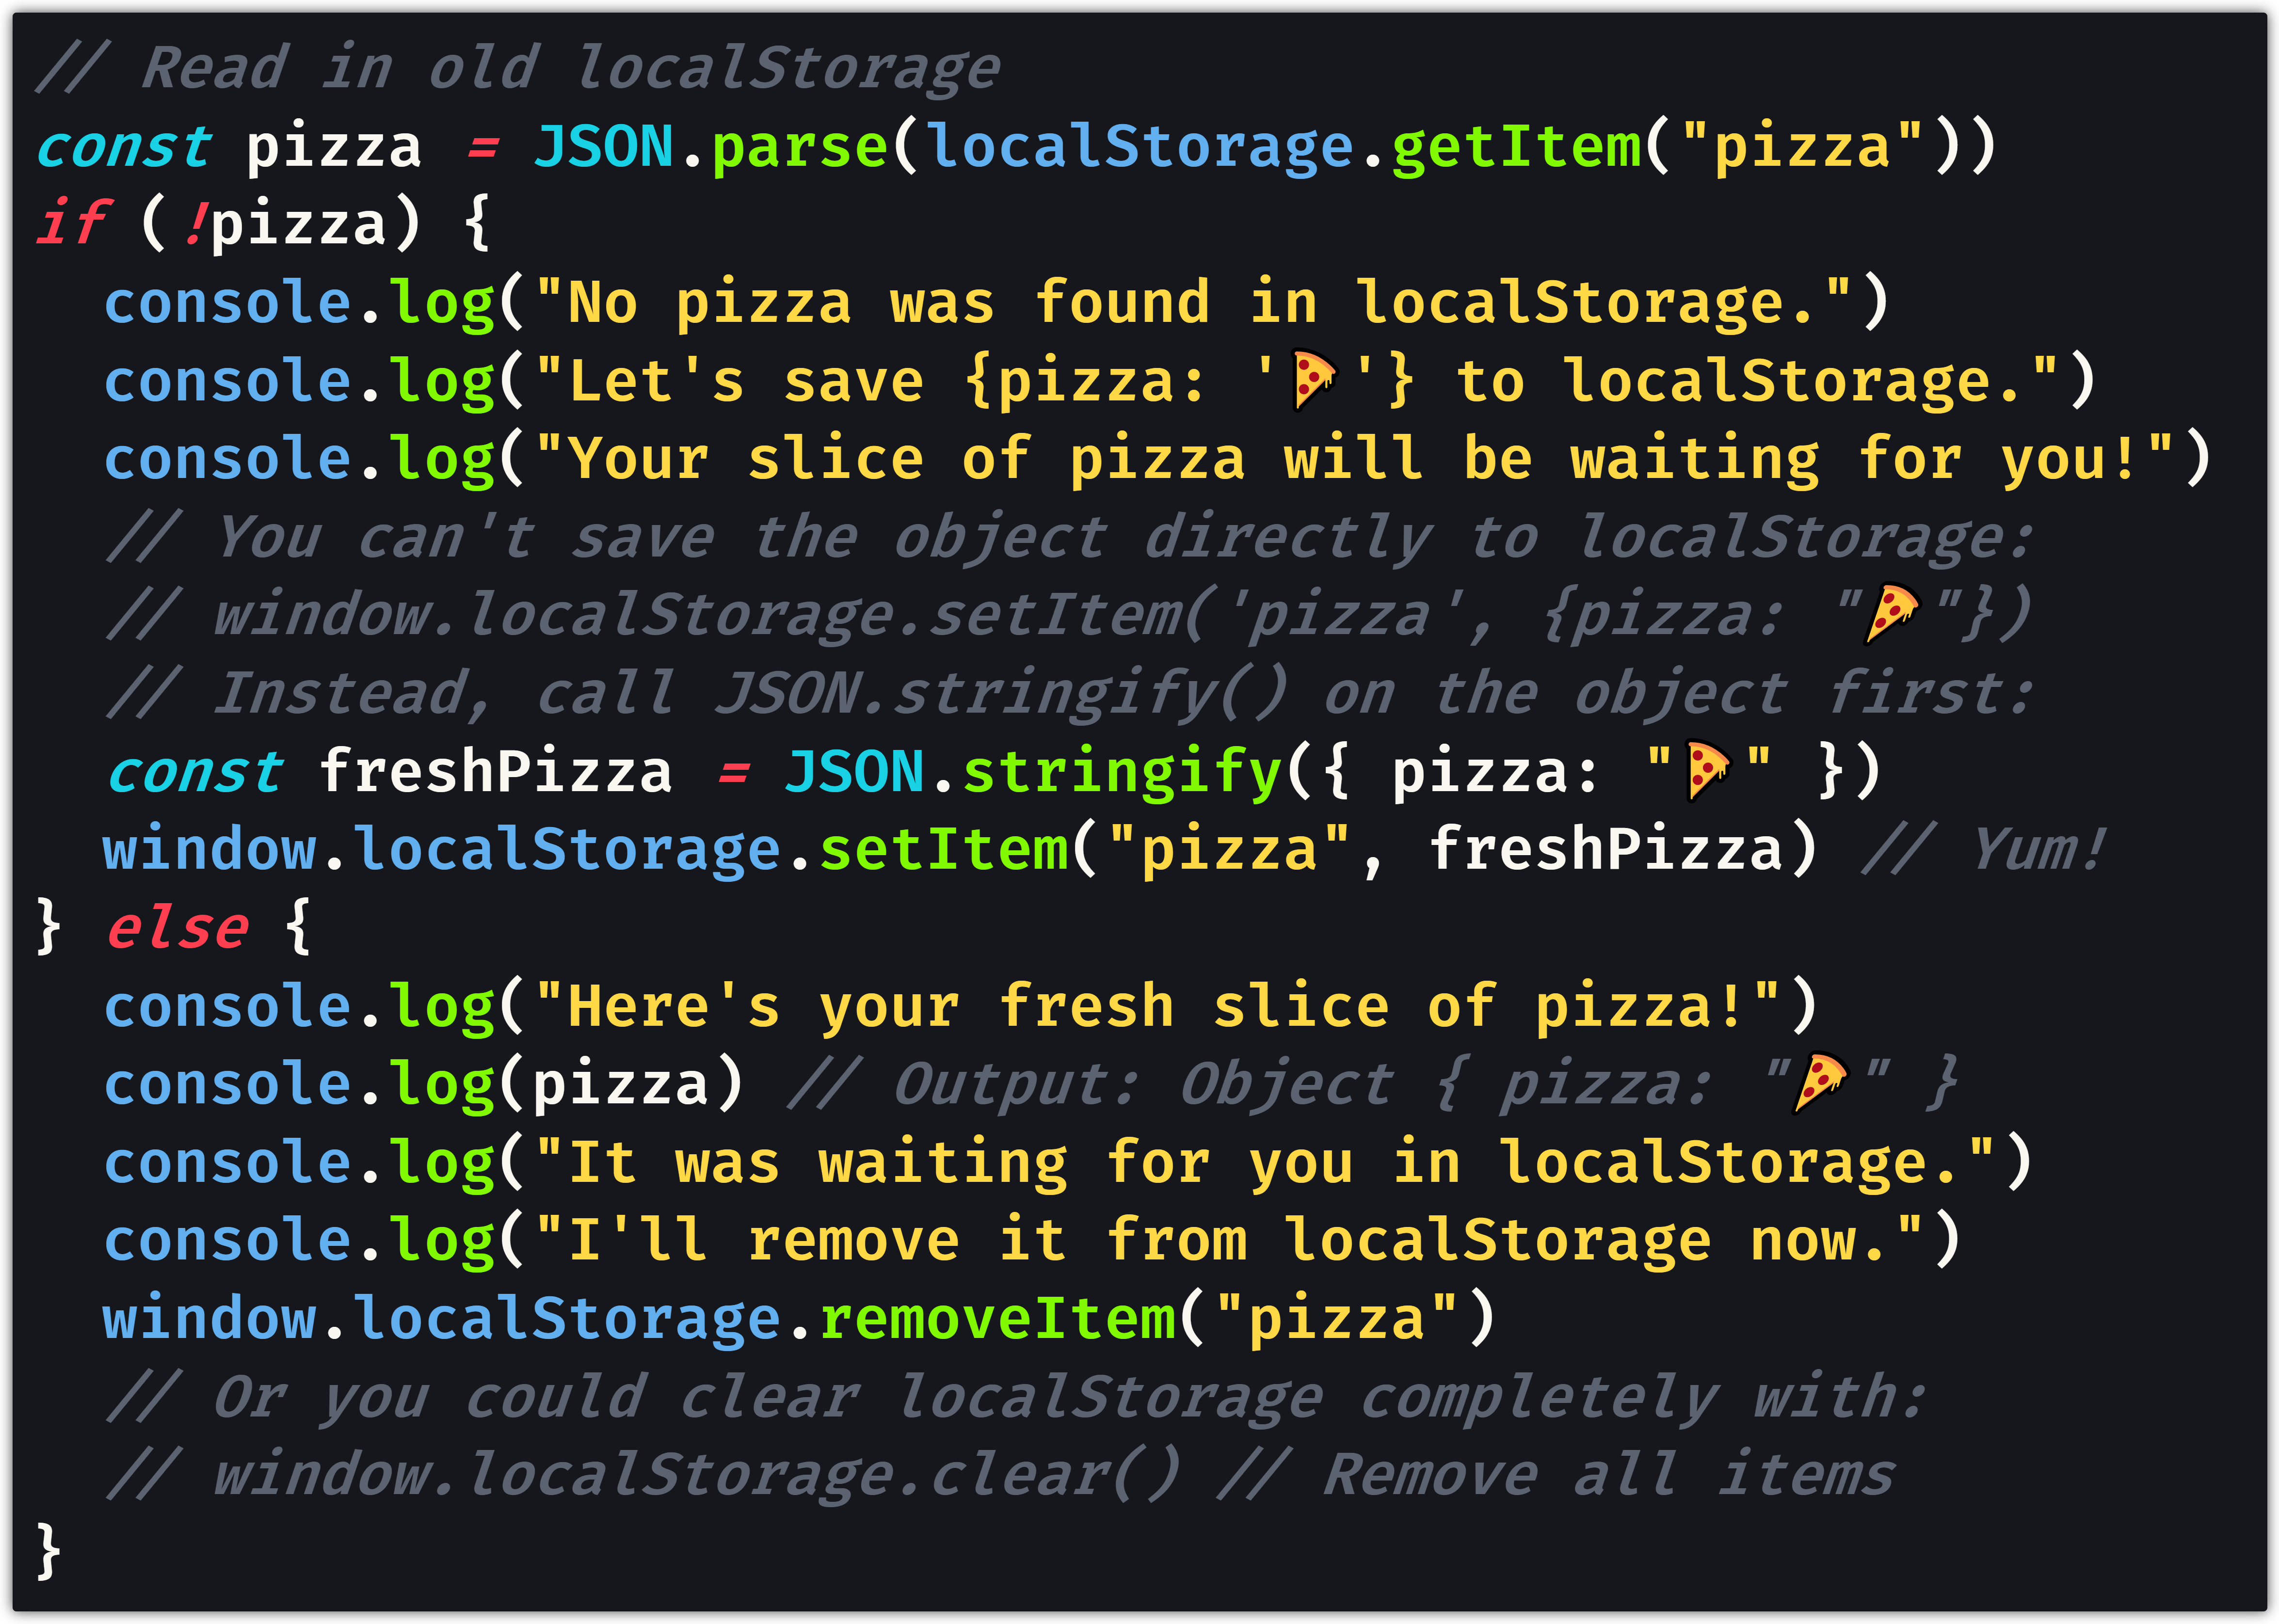 // Read in old localStorage
const pizza = JSON.parse(localStorage.getItem("pizza"))
if (!pizza) {
  console.log("No pizza was found in localStorage.")
  console.log("Let's save {pizza: '🍕'} to localStorage.")
  console.log("Your slice of pizza will be waiting for you!")
  // You can't save the object directly to localStorage:
  // window.localStorage.setItem('pizza', {pizza: "🍕"})
  // Instead, call JSON.stringify() on the object first:
  const freshPizza = JSON.stringify({ pizza: "🍕" })
  window.localStorage.setItem("pizza", freshPizza) // Yum!
} else {
  console.log("Here's your fresh slice of pizza!")
  console.log(pizza) // Output: Object { pizza: "🍕" }
  console.log("It was waiting for you in localStorage.")
  console.log("I'll remove it from localStorage now.")
  window.localStorage.removeItem("pizza")
  // Or you could clear localStorage completely with:
  // window.localStorage.clear() // Remove all items
}